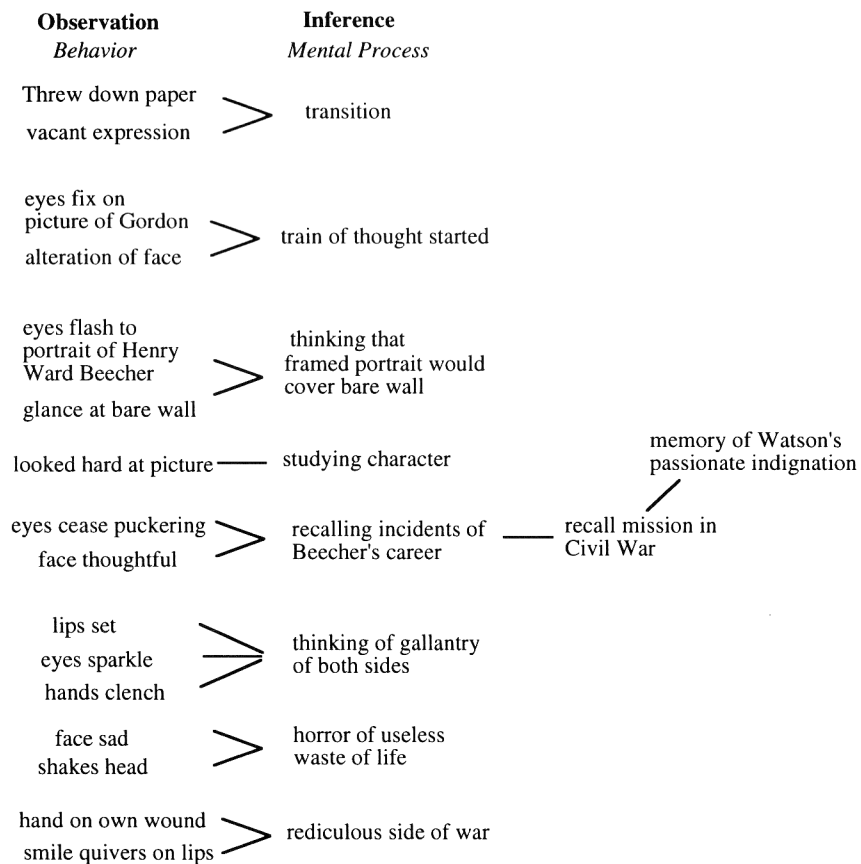 Observation
Inference
Behavior
Mental Process
Threw down paper
vacant expression
transition
eyes fix on
picture of Gordon
alteration of face
train of thought started
eyes flash to
portrait of Henry
Ward Beecher
glance at bare wall
thinking that
framed portrait would
cover bare wall
looked hard at picture
studying character
eyes cease puckering
face thoughtful
recalling incidents of
Beecher's career
recall mission in
Civil War
memory of Watson's
passionate indignation
lips set
eyes sparkle
hands clench
thinking of gallantry
of both sides
face sad
shakes head
horror of useless
waste of life
hand on own wound
smile quivers on lips
rediculous side of war